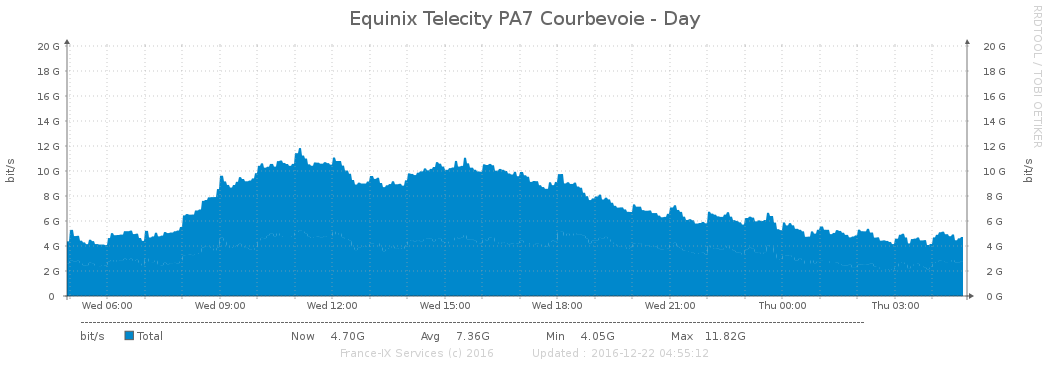 Equinix Telecity PA7 Courbevoie - Day
RRDTOOL / TOBI OETIKER
20 G 20 G
18 G 18 G
16 G 16 G
14 G 14 G
12 G 12 G
10 G 10 G
8 G 8 G
6 G 6 G
4 G 4 G
2 G 2 G
0 0 G
bit/s
bit/s
Wed 06:00 Wed 09:00 Wed 12:00 Wed 15:00 Wed 18:00 Wed 21:00 Thu 00:00 Thu 03:00
bit/s Total Now 4.70G Avg 7.36G Min 4.05G Max 11.82G
France-IX Services (c) 2016 Updated : 2016-12-22 04:55:12